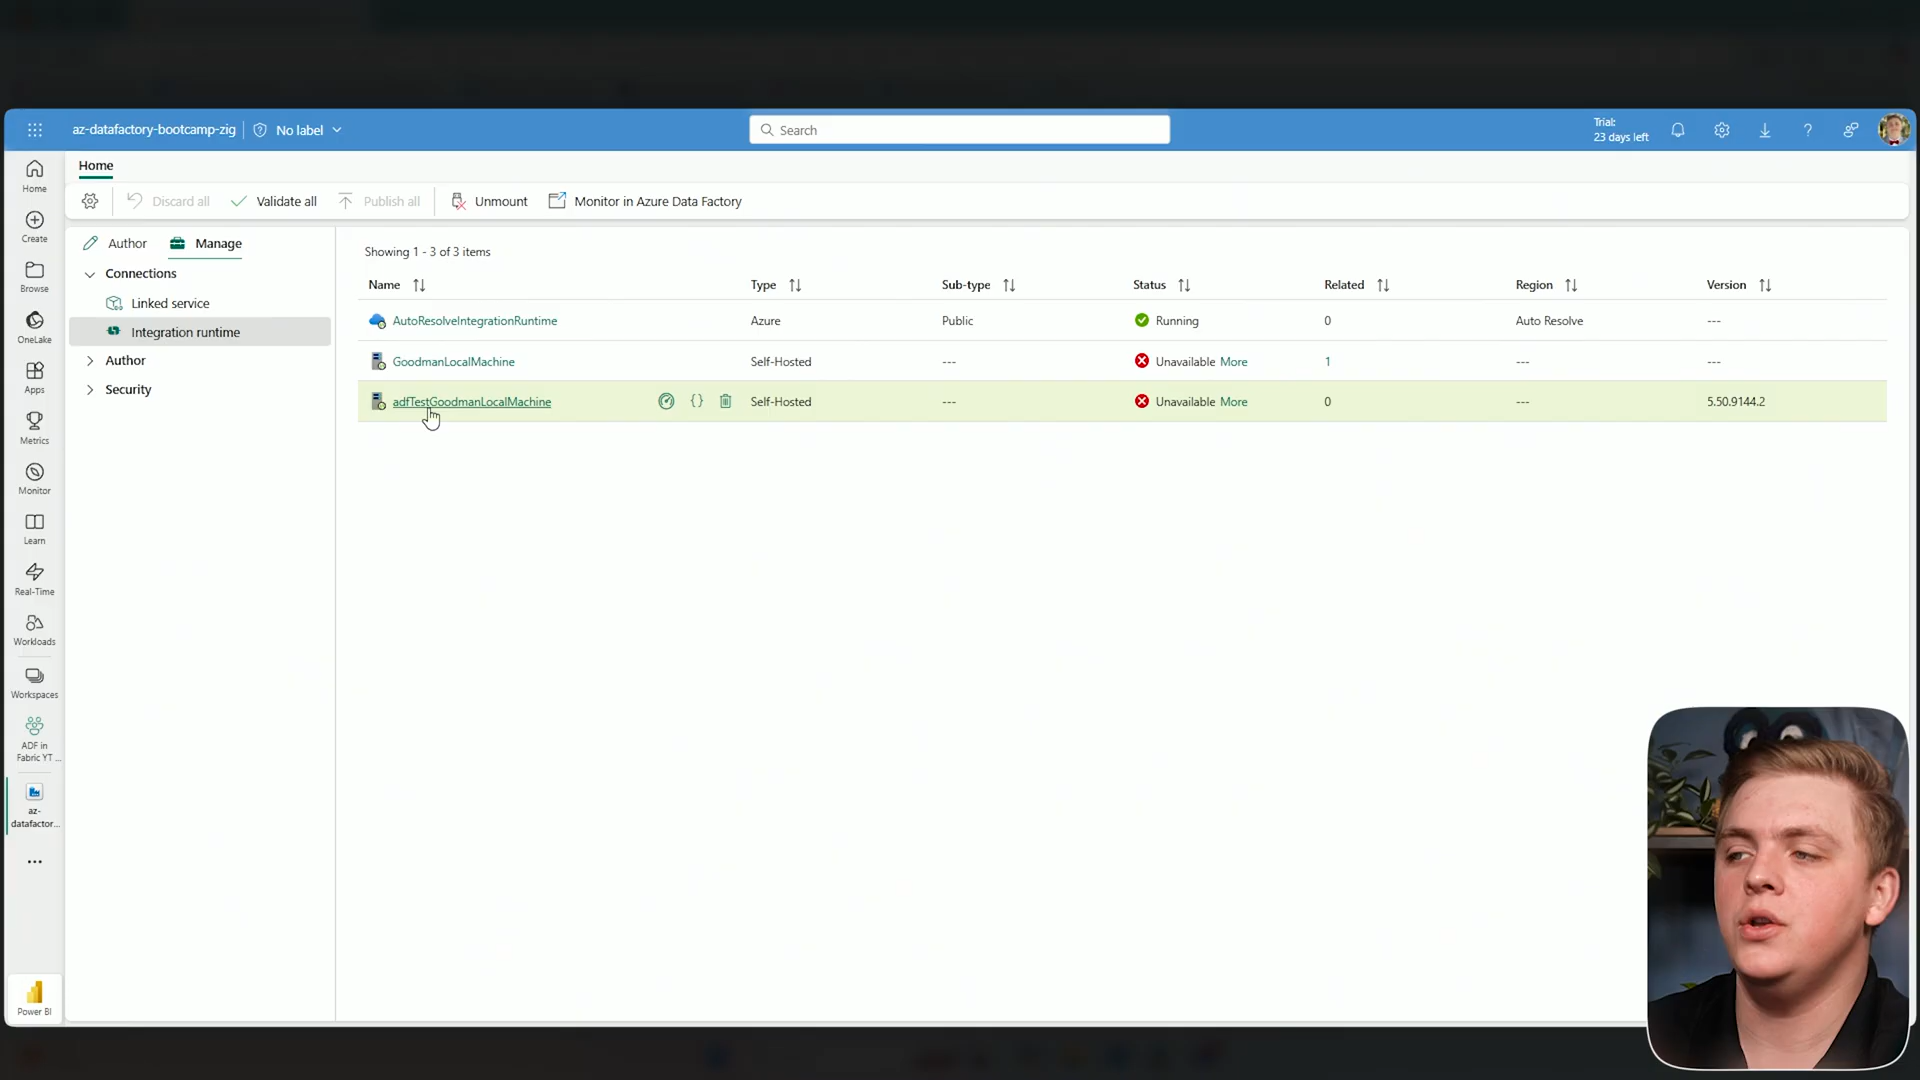 az-datafactory-bootcamp-zig No label
Search
Trial:
23 days left
Home
Discard all Validate all Publish all Unmount Monitor in Azure Data Factory
Home
Create
Browse
OneLake
Apps
Metrics
Monitor
Learn
Real-Time
Workloads
Workspaces
ADF in
Fabric YT ...
az-
datafactor...
Power BI
Author Manage
Connections
Linked service
Integration runtime
Author
Security
Showing 1 - 3 of 3 items
Name Type Sub-type Status Related Region Version
AutoResolveIntegrationRuntime Azure Public Running 0 Auto Resolve ---
GoodmanLocalMachine Self-Hosted --- Unavailable More 1 --- ---
adfTestGoodmanLocalMachine {} Self-Hosted --- Unavailable More 0 --- 5.50.9144.2